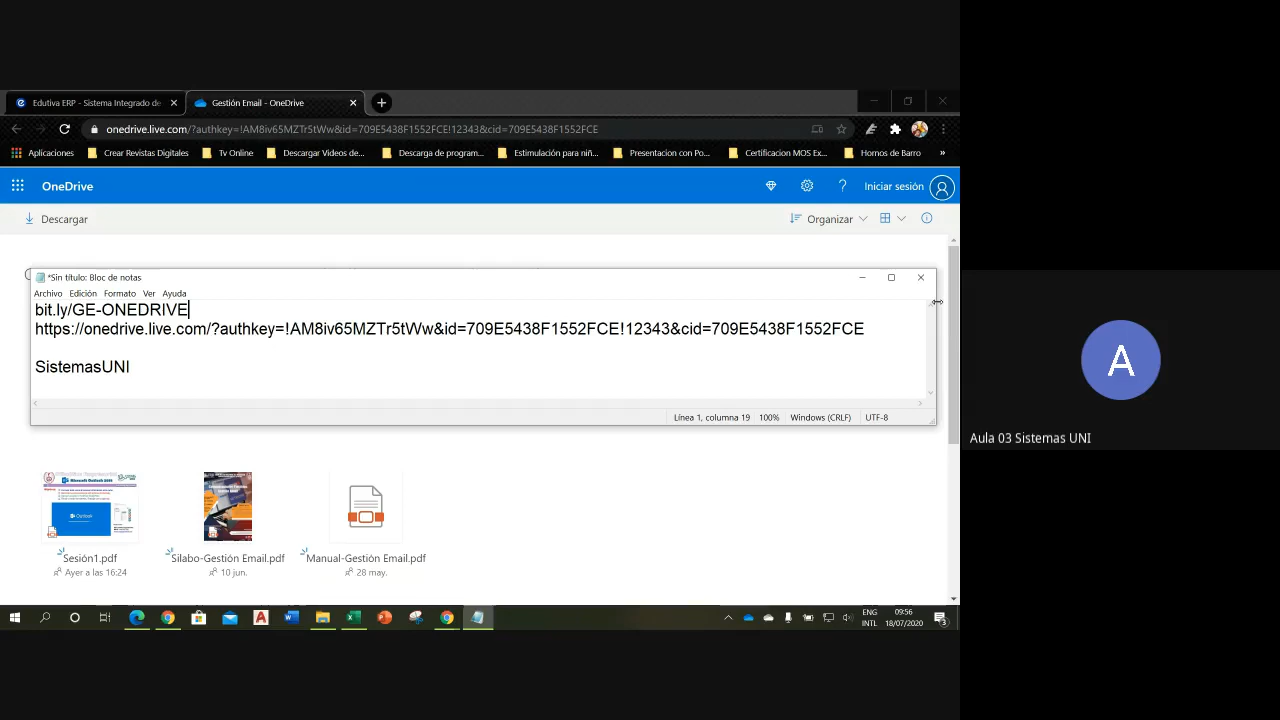 Edutiva ERP - Sistema Integrado de
Gestión Email - OneDrive
onedrive.live.com/?authkey=!AM8iv65MZTr5tWw&id=709E5438F1552FCE!12343&cid=709E5438F1552FCE
Aplicaciones
Crear Revistas Digitales
Tv Online
Descargar Videos de...
Descarga de program...
Estimulación para niñ...
Presentacion con Po...
Certificacion MOS Ex...
Hornos de Barro
»
OneDrive
Iniciar sesión
Descargar
Organizar
*Sin título: Bloc de notas
Archivo Edición Formato Ver Ayuda
bit.ly/GE-ONEDRIVE
https://onedrive.live.com/?authkey=!AM8iv65MZTr5tWw&id=709E5438F1552FCE!12343&cid=709E5438F1552FCE
SistemasUNI
Línea 1, columna 19 100% Windows (CRLF) UTF-8
A
Aula 03 Sistemas UNI
Outlook
Sesión1.pdf
Ayer a las 16:24
Silabo-Gestión Email.pdf
10 jun.
Manual-Gestión Email.pdf
28 may.
ENG
INTL
09:56
18/07/2020
3